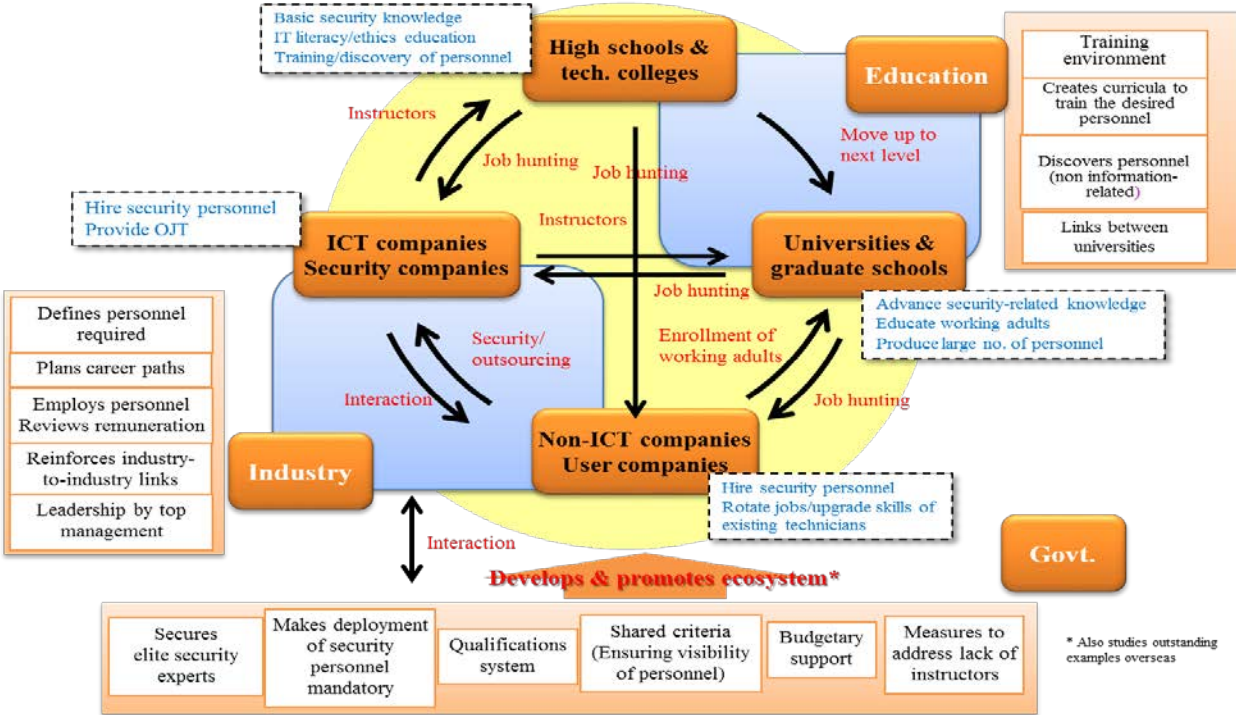 Basic security knowledge
IT literacy/ethics education
Training/discovery of personnel
High schools &
tech. colleges
Education
Training
environment
Creates curricula to
train the desired
personnel
Discovers personnel
(non information-
related)
Links between
universities
Instructors
Job hunting
Job hunting
Move up to
next level
Hire security personnel
Provide OJT
Instructors
ICT companies
Security companies
Universities &
graduate schools
Job hunting
Advance security-related knowledge
Educate working adults
Produce large no. of personnel
Defines personnel
required
Plans career paths
Employs personnel
Reviews remuneration
Reinforces industry-
to-industry links
Leadership by top
management
Security/
outsourcing
Enrollment of
working adults
Interaction
Job hunting
Industry
Non-ICT companies
User companies
Hire security personnel
Rotate jobs/upgrade skills of
existing technicians
Interaction
Govt.
Develops & promotes ecosystem*
Secures
elite security
experts
Makes deployment
of security
personnel
mandatory
Qualifications
system
Shared criteria
(Ensuring visibility
of personnel)
Budgetary
support
Measures to
address lack of
instructors
* Also studies outstanding
examples overseas